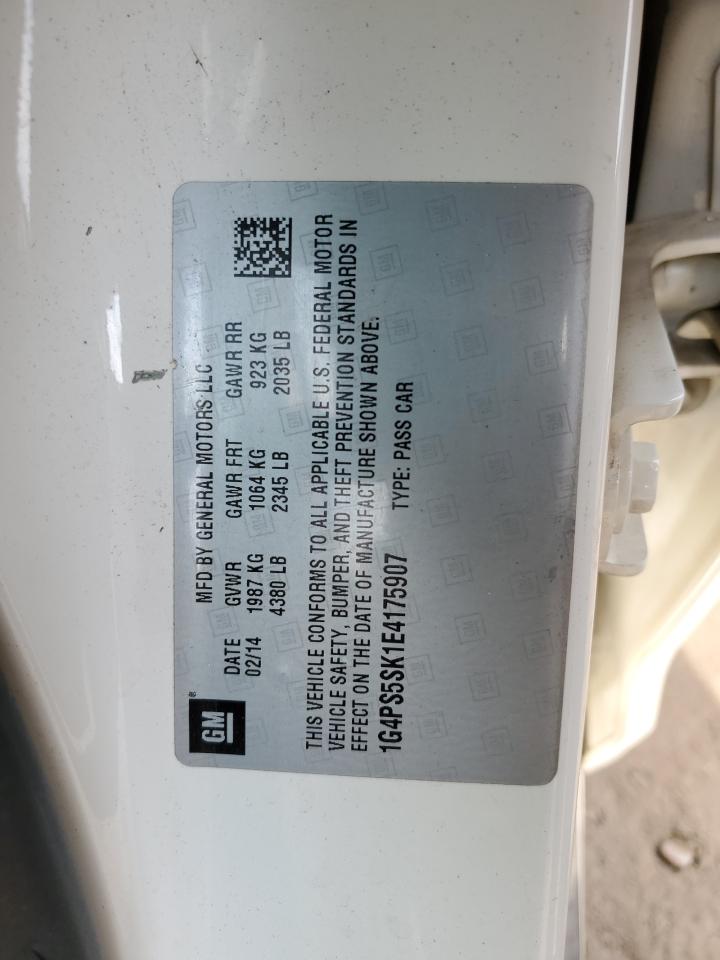 GM
®
MFD BY GENERAL MOTORS LLC
DATE GVWR GAWR FRT GAWR RR
02/14 1987 KG 1064 KG 923 KG
4380 LB 2345 LB 2035 LB
THIS VEHICLE CONFORMS TO ALL APPLICABLE U.S. FEDERAL MOTOR
VEHICLE SAFETY, BUMPER, AND THEFT PREVENTION STANDARDS IN
EFFECT ON THE DATE OF MANUFACTURE SHOWN ABOVE.
1G4PS5SK1E4175907 TYPE: PASS CAR